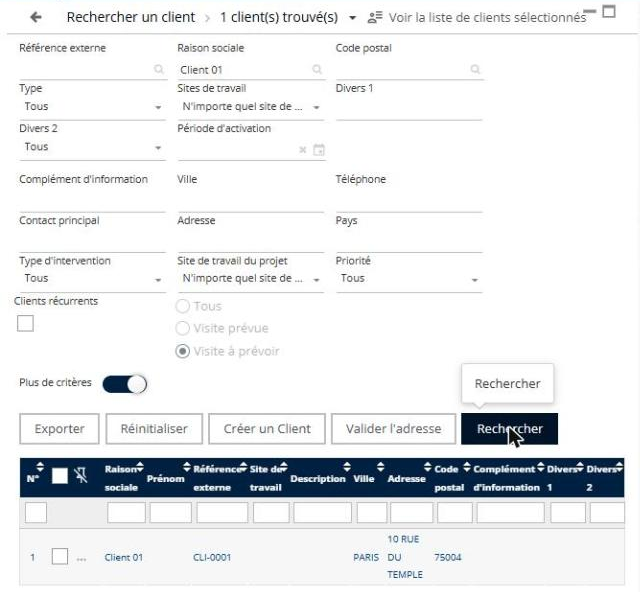 Rechercher un client > 1 client(s) trouvé(s) Voir la liste de clients sélectionnés
Référence externe Raison sociale Code postal
Client 01
Type Sites de travail Divers 1
Tous N'importe quel site de ...
Divers 2 Période d'activation
Tous
Complément d'information Ville Téléphone
Contact principal Adresse Pays
Type d'intervention Site de travail du projet Priorité
Tous N'importe quel site de ... Tous
Clients récurrents
Tous
Visite prévue
Visite à prévoir
Plus de critères
Rechercher
Exporter Réinitialiser Créer un Client Valider l'adresse Rechercher
N° Raison sociale Prénom Référence externe Site de travail Description Ville Adresse Code postal Complément d'information Divers 1 Divers 2
1 ... Client 01 CLI-0001 PARIS 10 RUE DU TEMPLE 75004